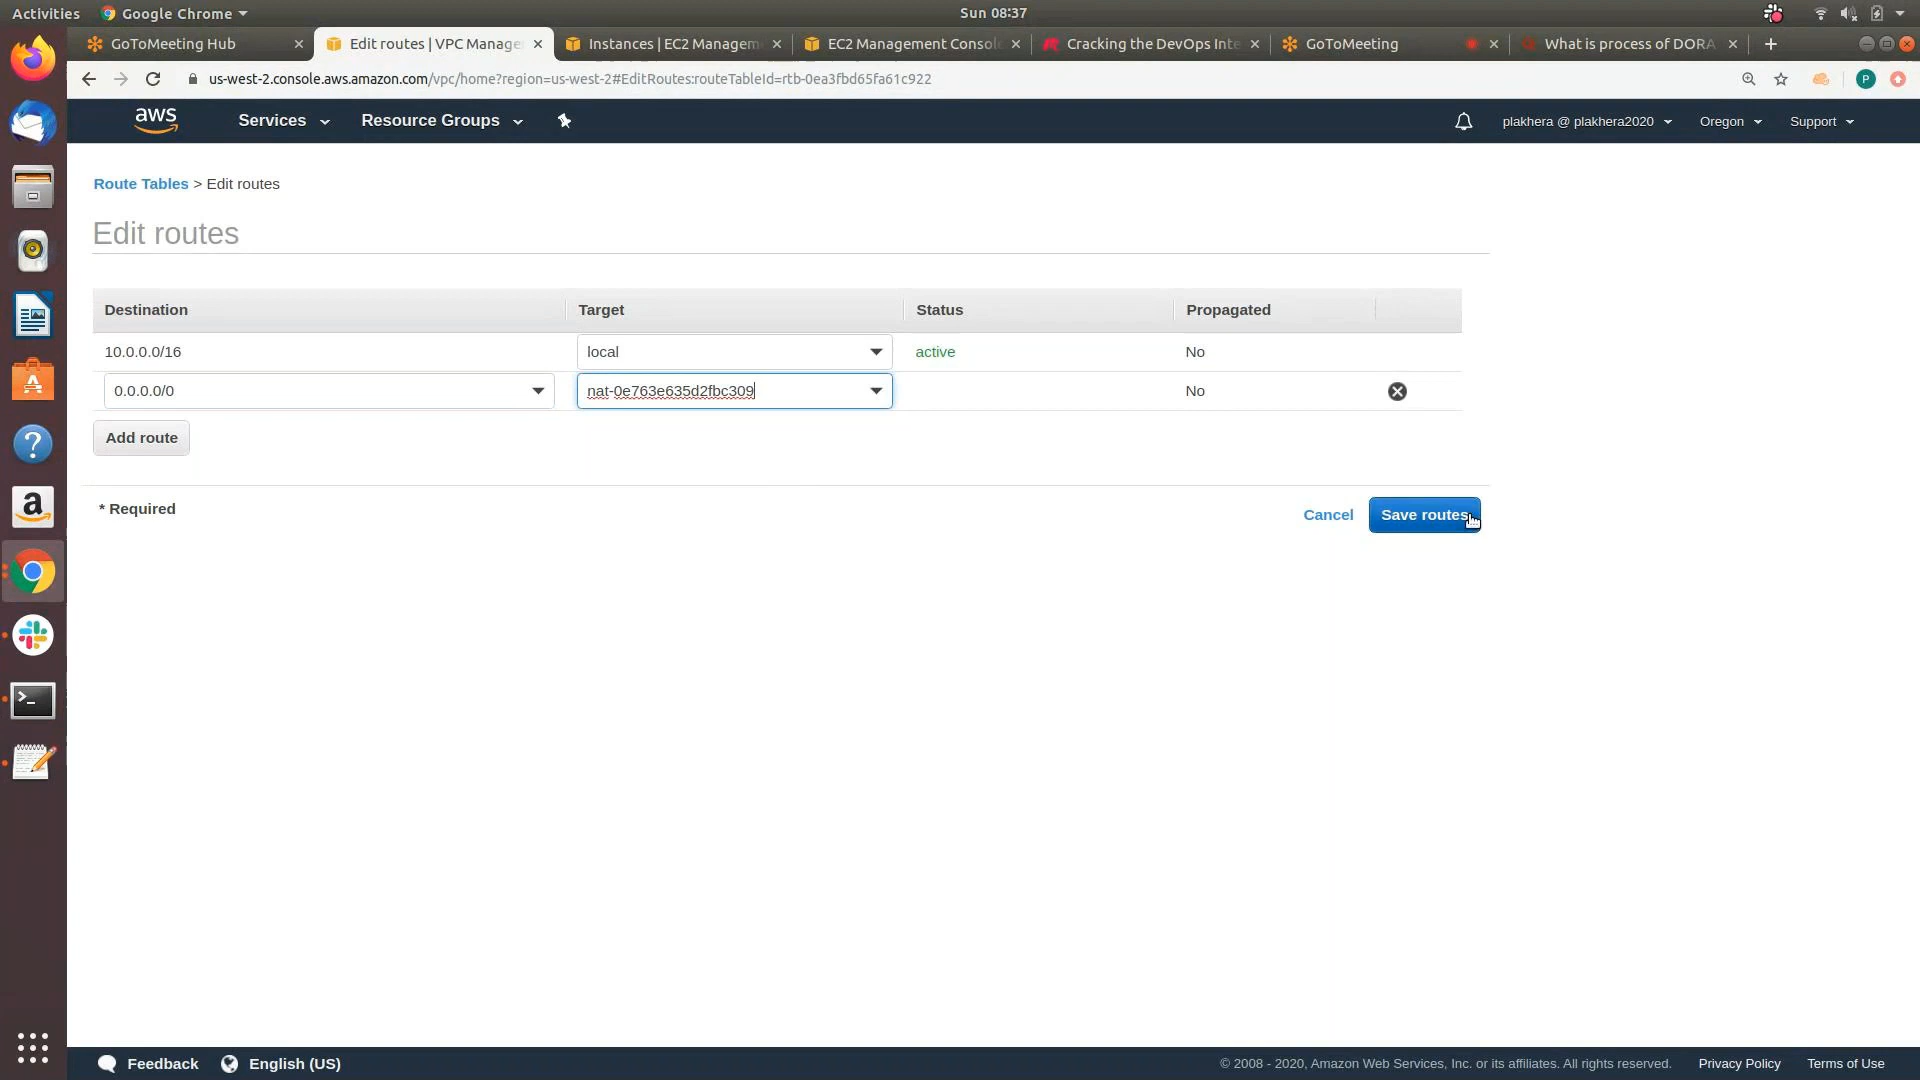 Activities
Google Chrome
Sun 08:37
GoToMeeting Hub
Edit routes | VPC Manage
Instances | EC2 Managem
EC2 Management Consol
Cracking the DevOps Inte
GoToMeeting
What is process of DORA
us-west-2.console.aws.amazon.com/vpc/home?region=us-west-2#EditRoutes:routeTableId=rtb-0ea3fbd65fa61c922
P
aws
Services
Resource Groups
plakhera @ plakhera2020
Oregon
Support
Route Tables > Edit routes
Edit routes
Destination Target Status Propagated
10.0.0.0/16 local active No
0.0.0.0/0 nat-0e763e635d2fbc309 No
Add route
* Required
Cancel
Save routes
Feedback
English (US)
© 2008 - 2020, Amazon Web Services, Inc. or its affiliates. All rights reserved.
Privacy Policy
Terms of Use